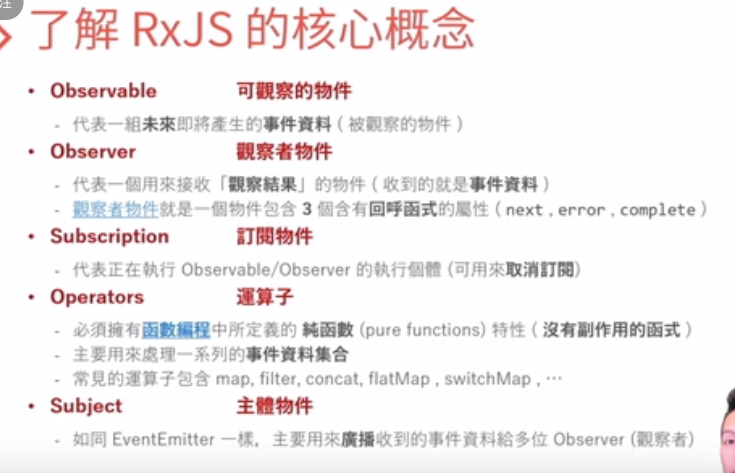 注
了解 RxJS 的核心概念
• Observable 可觀察的物件
- 代表一組未來即將產生的事件資料 ( 被觀察的物件 )
• Observer 觀察者物件
- 代表一個用來接收「觀察結果」的物件 ( 收到的就是事件資料 )
- 觀察者物件就是一個物件包含 3 個含有回呼函式的屬性 ( next , error , complete )
• Subscription 訂閱物件
- 代表正在執行 Observable/Observer 的執行個體 (可用來取消訂閱)
• Operators 運算子
- 必須擁有函數編程中所定義的 純函數 (pure functions) 特性 ( 沒有副作用的函式 )
- 主要用來處理一系列的事件資料集合
- 常見的運算子包含 map, filter, concat, flatMap , switchMap , …
• Subject 主體物件
- 如同 EventEmitter 一樣，主要用來廣播收到的事件資料給多位 Observer (觀察者)